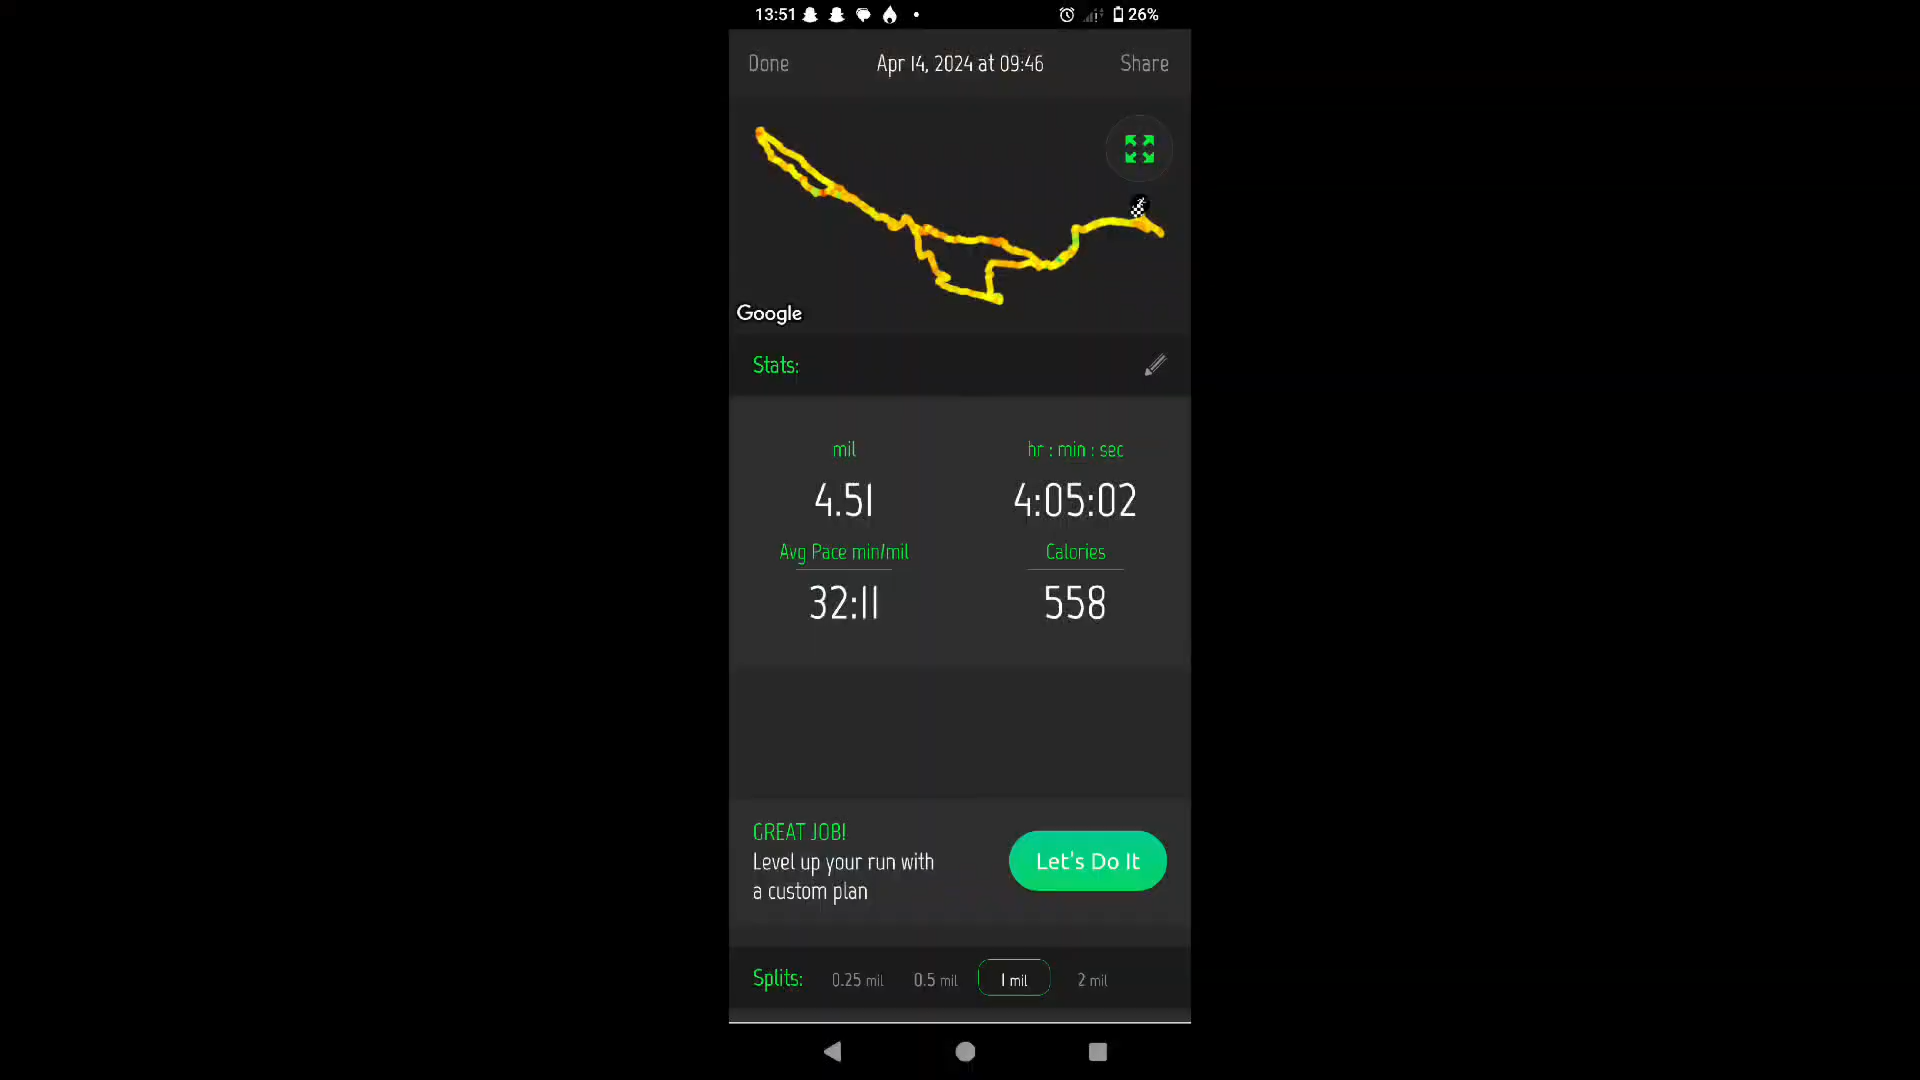 13:51 26%
Done Apr 14, 2024 at 09:46 Share
Google
Stats:
mil hr : min : sec
4.51 4:05:02
Avg Pace min/mil Calories
32:11 558
GREAT JOB!
Level up your run with
a custom plan
Let's Do It
Splits: 0.25 mil 0.5 mil 1 mil 2 mil